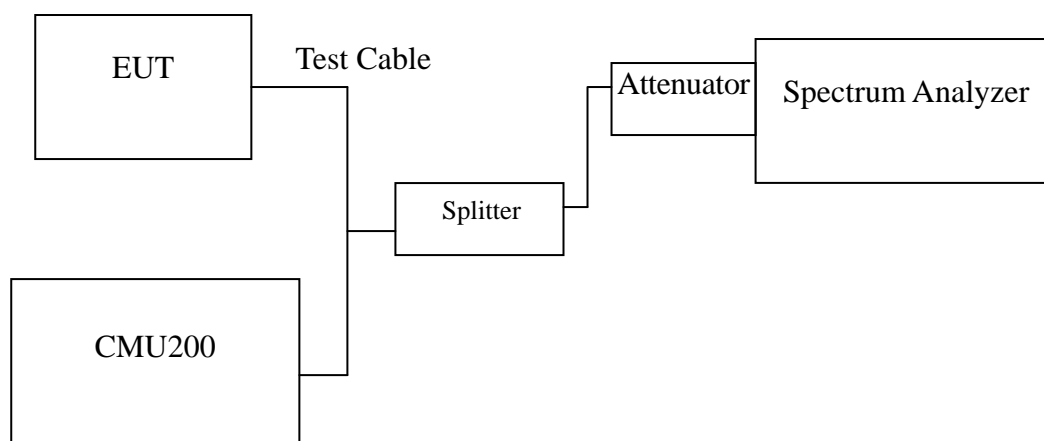 EUT
Test Cable
Attenuator
Spectrum Analyzer
Splitter
CMU200